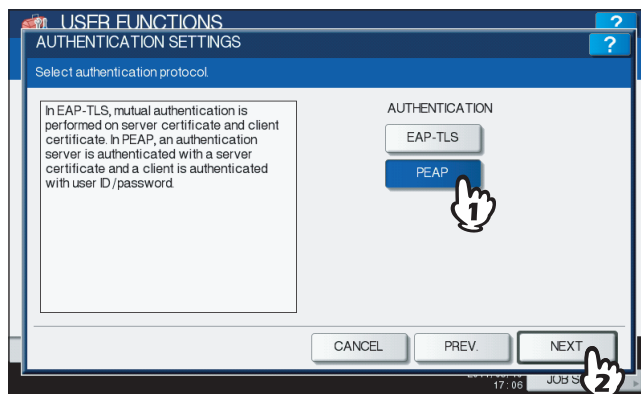 USER FUNCTIONS
?
AUTHENTICATION SETTINGS
?
Select authentication protocol.
In EAP-TLS, mutual authentication is
performed on server certificate and client
certificate. In PEAP, an authentication
server is authenticated with a server
certificate and a client is authenticated
with user ID/password.
AUTHENTICATION
EAP-TLS
PEAP
1
CANCEL
PREV.
NEXT
2
17:06
JOB S